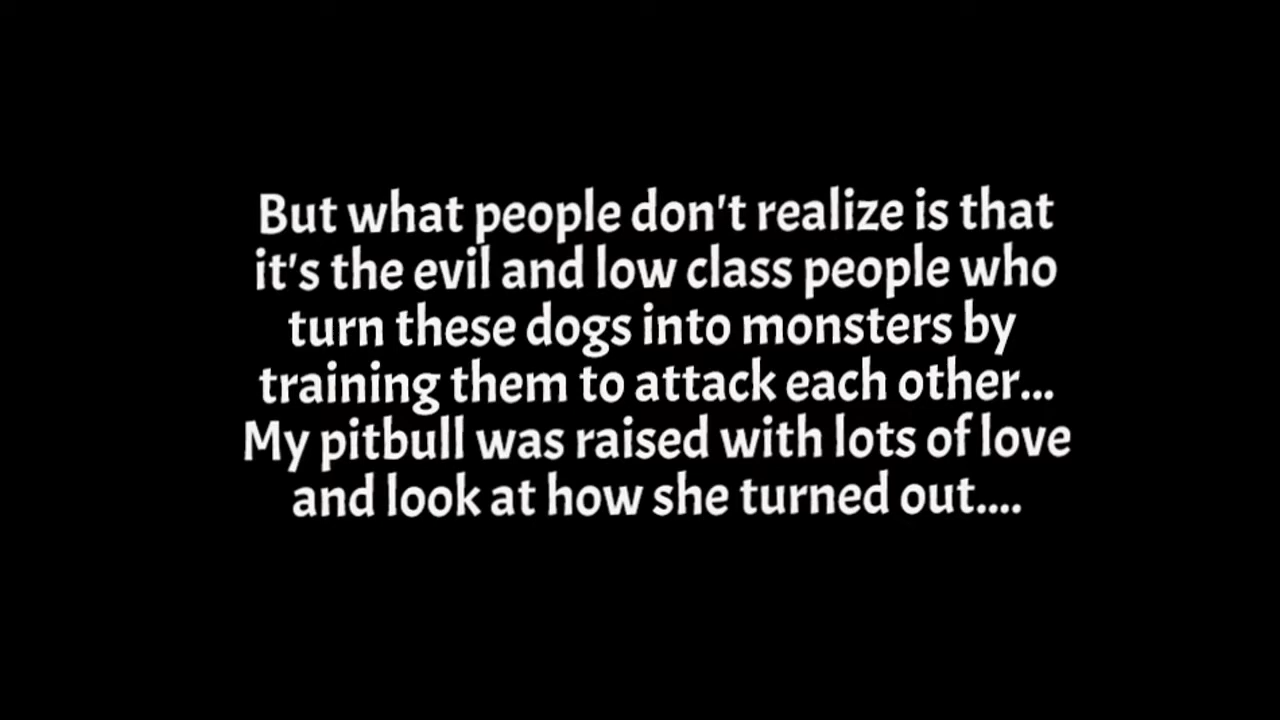 But what people don't realize is that
it's the evil and low class people who
turn these dogs into monsters by
training them to attack each other...
My pitbull was raised with lots of love
and look at how she turned out....